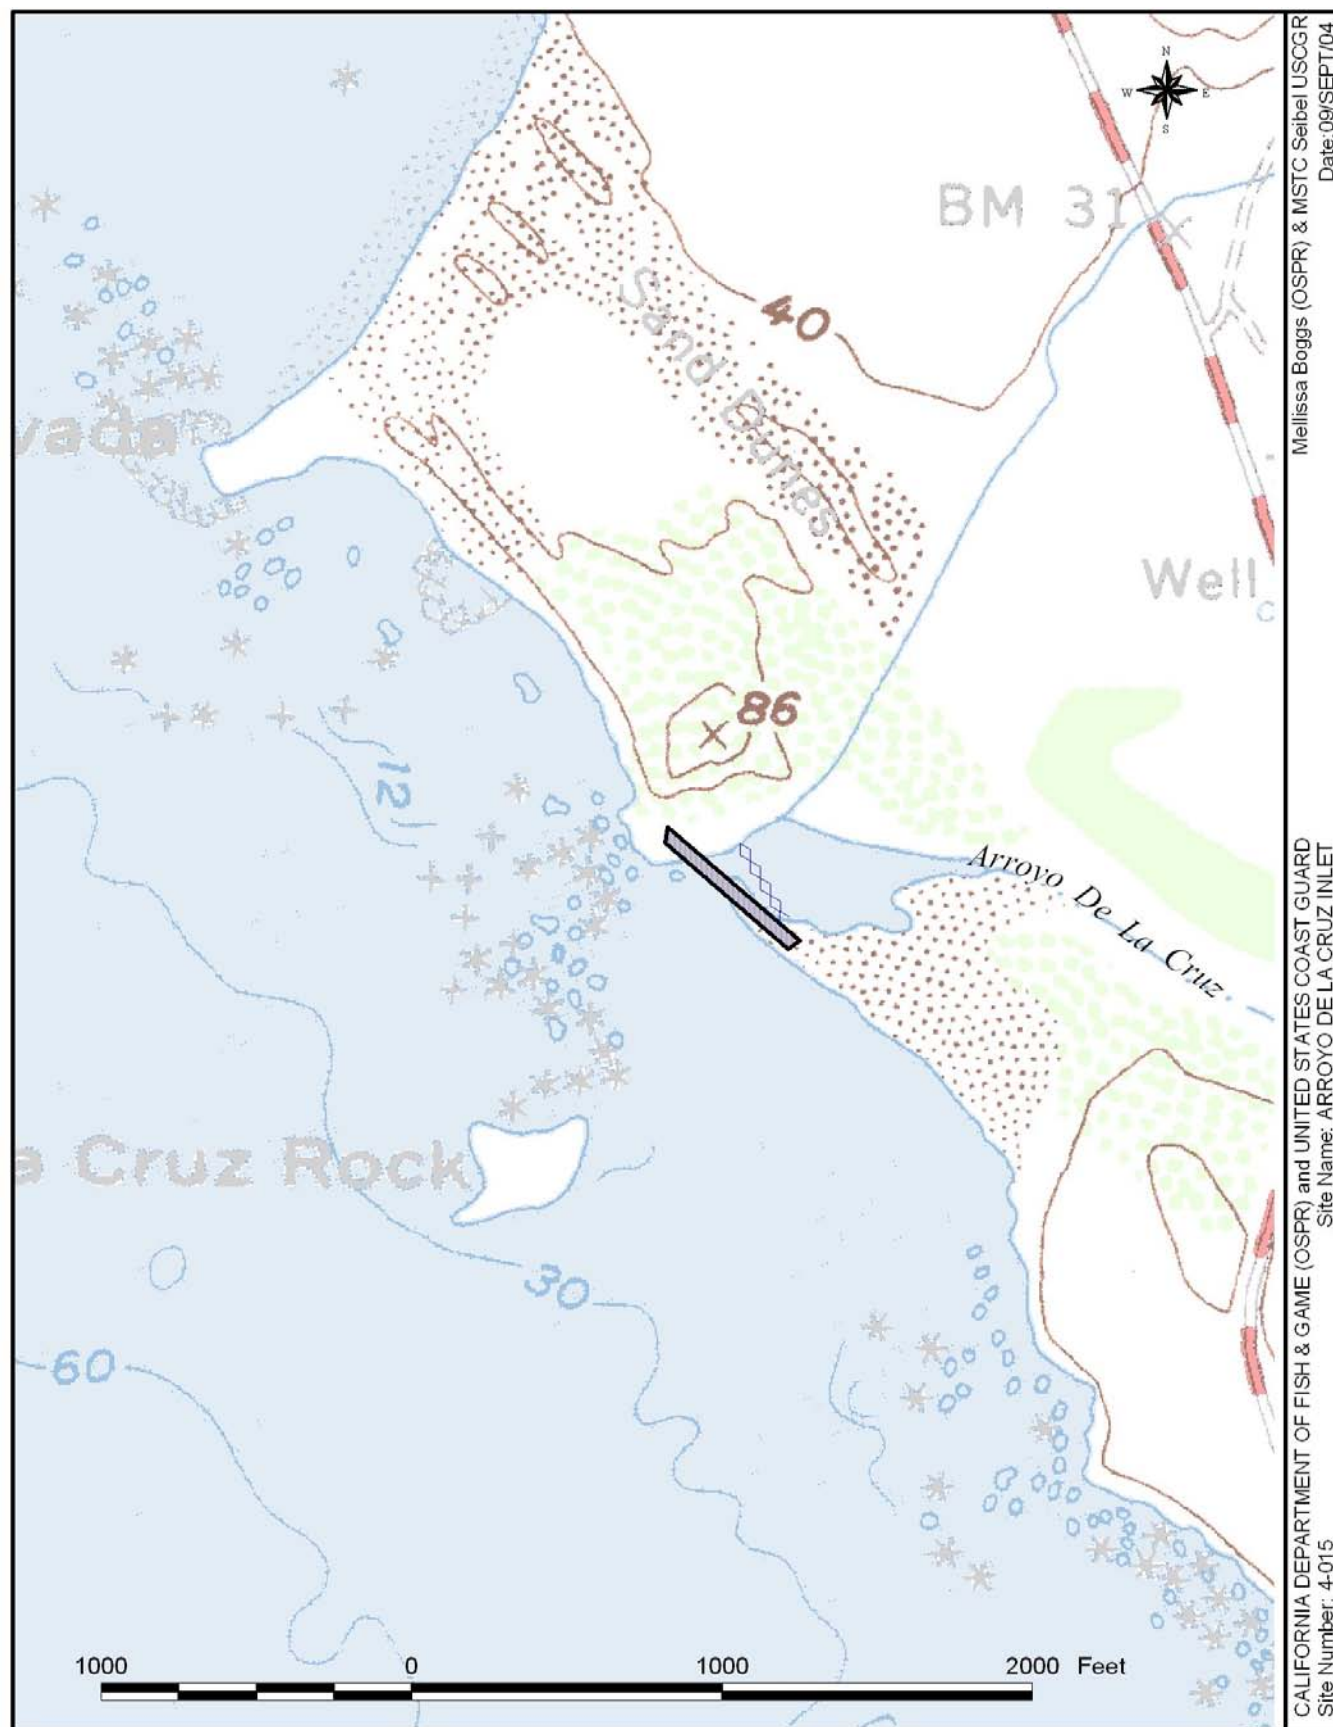 N
W E
S
BM 31
40
Sand Dunes
vada
Well
86
12
Arroyo De La Cruz
a Cruz Rock
30
60
1000 0 1000 2000 Feet
CALIFORNIA DEPARTMENT OF FISH & GAME (OSPR) and UNITED STATES COAST GUARD
Site Number: 4-015 Site Name: ARROYO DE LA CRUZ INLET
Mellissa Boggs (OSPR) & MSTC Seibel USCGR
Date: 09/SEPT/04